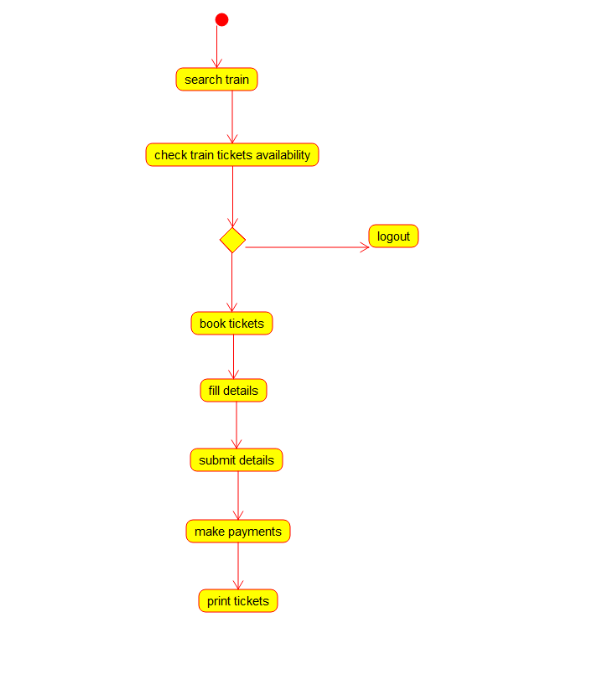 search train
check train tickets availability
logout
book tickets
fill details
submit details
make payments
print tickets